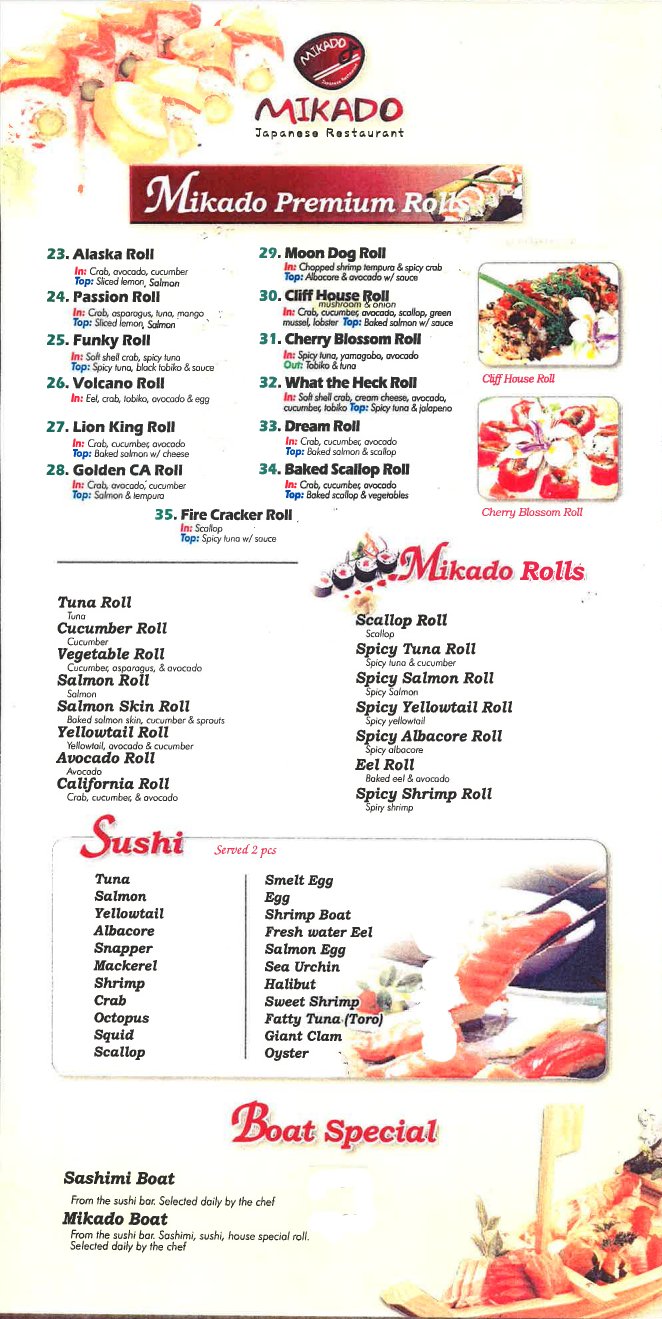 MIKADO
Japanese Restaurant
MIKADO
Japanese Restaurant
Mikado Premium Rolls
23. Alaska Roll
In: Crab, avocado, cucumber
Top: Sliced lemon, Salmon
24. Passion Roll
In: Crab, asparagus, tuna, mango
Top: Sliced lemon, Salmon
25. Funky Roll
In: Soft shell crab, spicy tuna
Top: Spicy tuna, black tobiko & sauce
26. Volcano Roll
In: Eel, crab, tobiko, avocado & egg
27. Lion King Roll
In: Crab, cucumber, avocado
Top: Baked salmon w/ cheese
28. Golden CA Roll
In: Crab, avocado, cucumber
Top: Salmon & tempura
29. Moon Dog Roll
In: Chopped shrimp tempura & spicy crab
Top: Albacore & avocado w/ sauce
30. Cliff House Roll
mushroom & onion
In: Crab, cucumber, avocado, scallop, green
mussel, lobster Top: Baked salmon w/ sauce
31. Cherry Blossom Roll
In: Spicy tuna, yamagobo, avocado
Out: Tobiko & tuna
32. What the Heck Roll
In: Soft shell crab, cream cheese, avocado,
cucumber, tobiko Top: Spicy tuna & jalapeno
33. Dream Roll
In: Crab, cucumber, avocado
Top: Baked salmon & scallop
34. Baked Scallop Roll
In: Crab, cucumber, avocado
Top: Baked scallop & vegetables
35. Fire Cracker Roll
In: Scallop
Top: Spicy tuna w/ sauce
Cliff House Roll
Cherry Blossom Roll
Mikado Rolls
Tuna Roll
Tuna
Cucumber Roll
Cucumber
Vegetable Roll
Cucumber, asparagus, & avocado
Salmon Roll
Salmon
Salmon Skin Roll
Baked salmon skin, cucumber & sprouts
Yellowtail Roll
Yellowtail, avocado & cucumber
Avocado Roll
Avocado
California Roll
Crab, cucumber, & avocado
Scallop Roll
Scallop
Spicy Tuna Roll
Spicy tuna & cucumber
Spicy Salmon Roll
Spicy Salmon
Spicy Yellowtail Roll
Spicy yellowtail
Spicy Albacore Roll
Spicy albacore
Eel Roll
Baked eel & avocado
Spicy Shrimp Roll
Spiry shrimp
Sushi
Served 2 pcs
Tuna
Salmon
Yellowtail
Albacore
Snapper
Mackerel
Shrimp
Crab
Octopus
Squid
Scallop
Smelt Egg
Egg
Shrimp Boat
Fresh water Eel
Salmon Egg
Sea Urchin
Halibut
Sweet Shrimp
Fatty Tuna (Toro)
Giant Clam
Oyster
Boat Special
Sashimi Boat
From the sushi bar. Selected daily by the chef
Mikado Boat
From the sushi bar. Sashimi, sushi, house special roll.
Selected daily by the chef